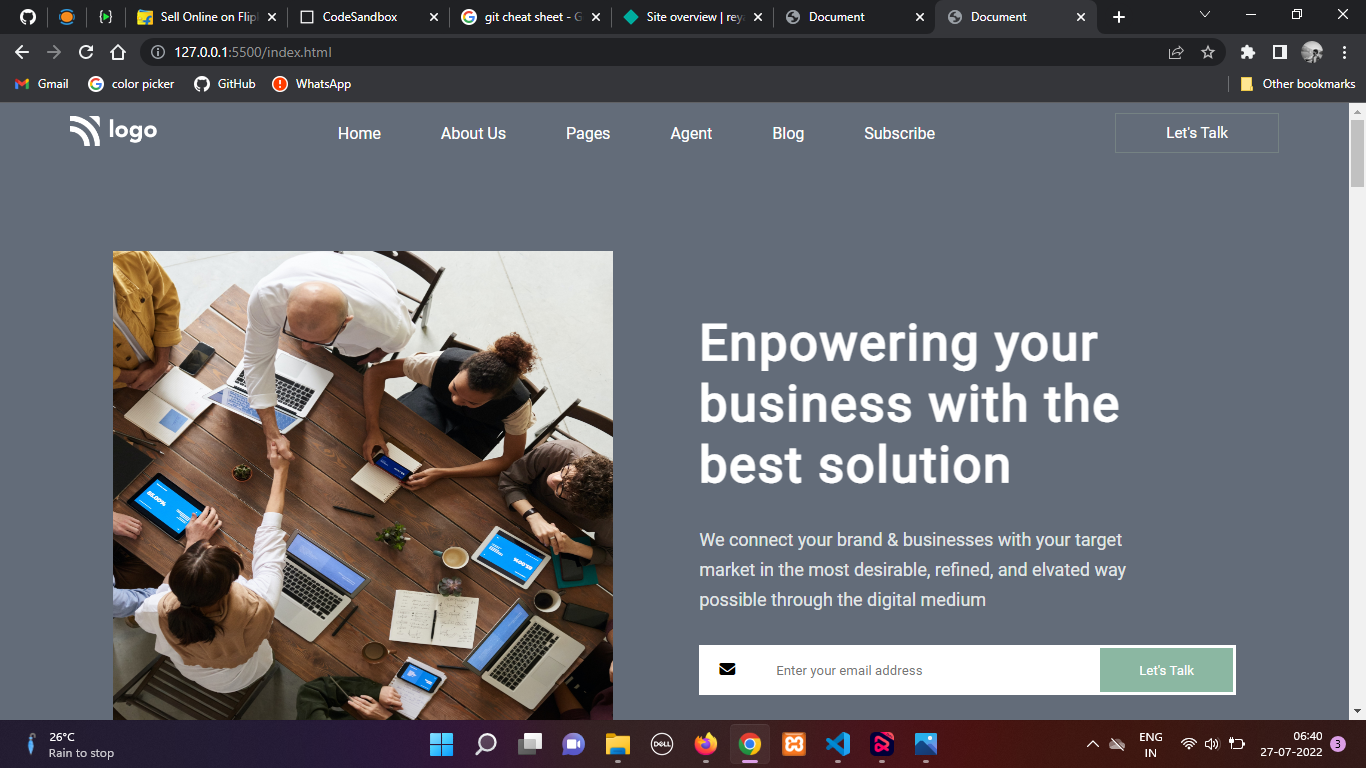 Sell Online on Flip
CodeSandbox
git cheat sheet - G
Site overview | rey
Document
Document
127.0.0.1:5500/index.html
Gmail
color picker
GitHub
WhatsApp
Other bookmarks
logo
Home
About Us
Pages
Agent
Blog
Subscribe
Let's Talk
Enpowering your
business with the
best solution
We connect your brand & businesses with your target
market in the most desirable, refined, and elvated way
possible through the digital medium
Enter your email address
Let's Talk
26°C
Rain to stop
DELL
ENG
IN
06:40
27-07-2022
3